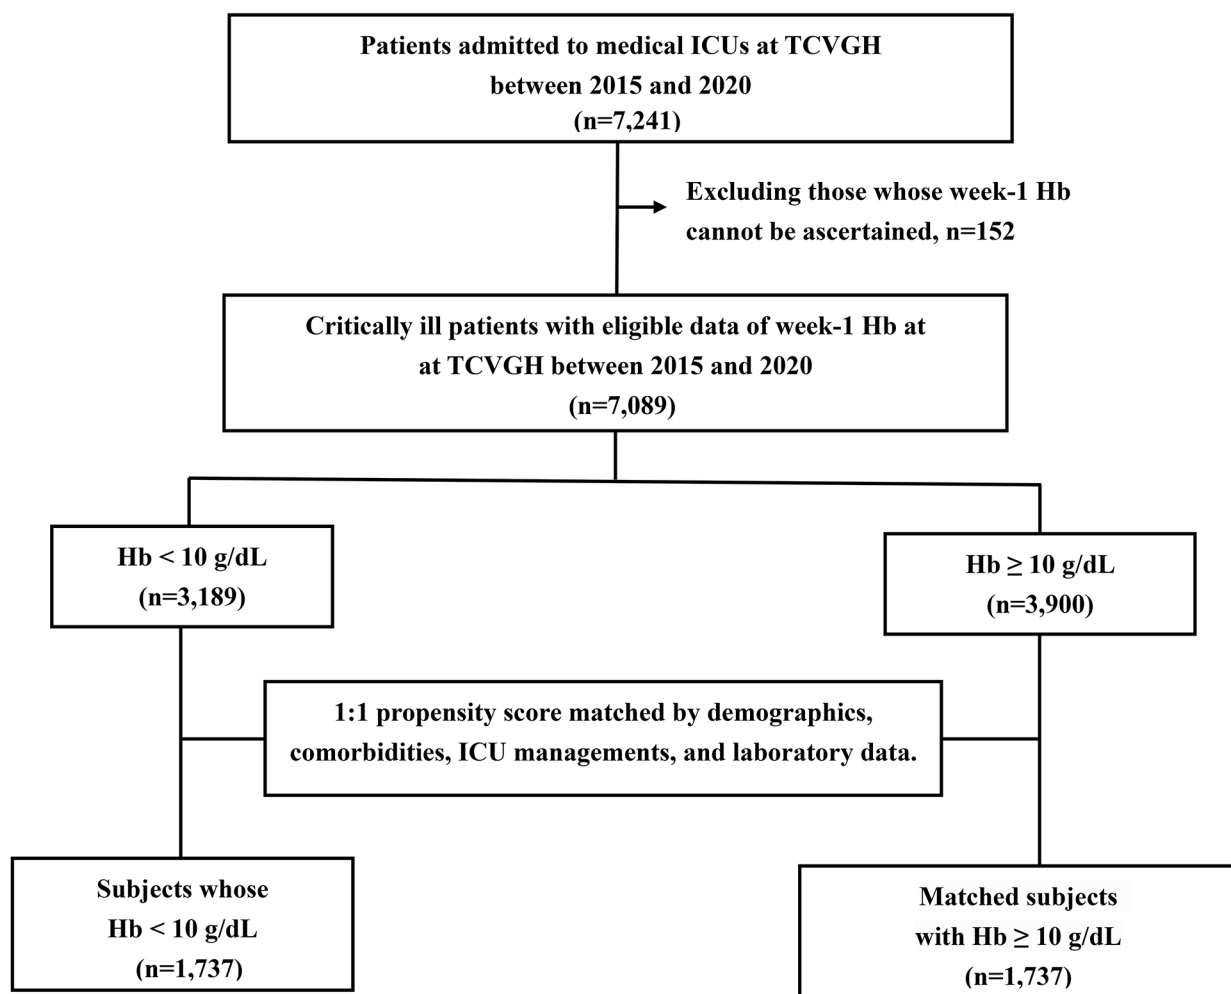 Patients admitted to medical ICUs at TCVGH
between 2015 and 2020
(n=7,241)
Excluding those whose week-1 Hb
cannot be ascertained, n=152
Critically ill patients with eligible data of week-1 Hb at
at TCVGH between 2015 and 2020
(n=7,089)
Hb < 10 g/dL
(n=3,189)
Hb ≥ 10 g/dL
(n=3,900)
1:1 propensity score matched by demographics,
comorbidities, ICU managements, and laboratory data.
Subjects whose
Hb < 10 g/dL
(n=1,737)
Matched subjects
with Hb ≥ 10 g/dL
(n=1,737)